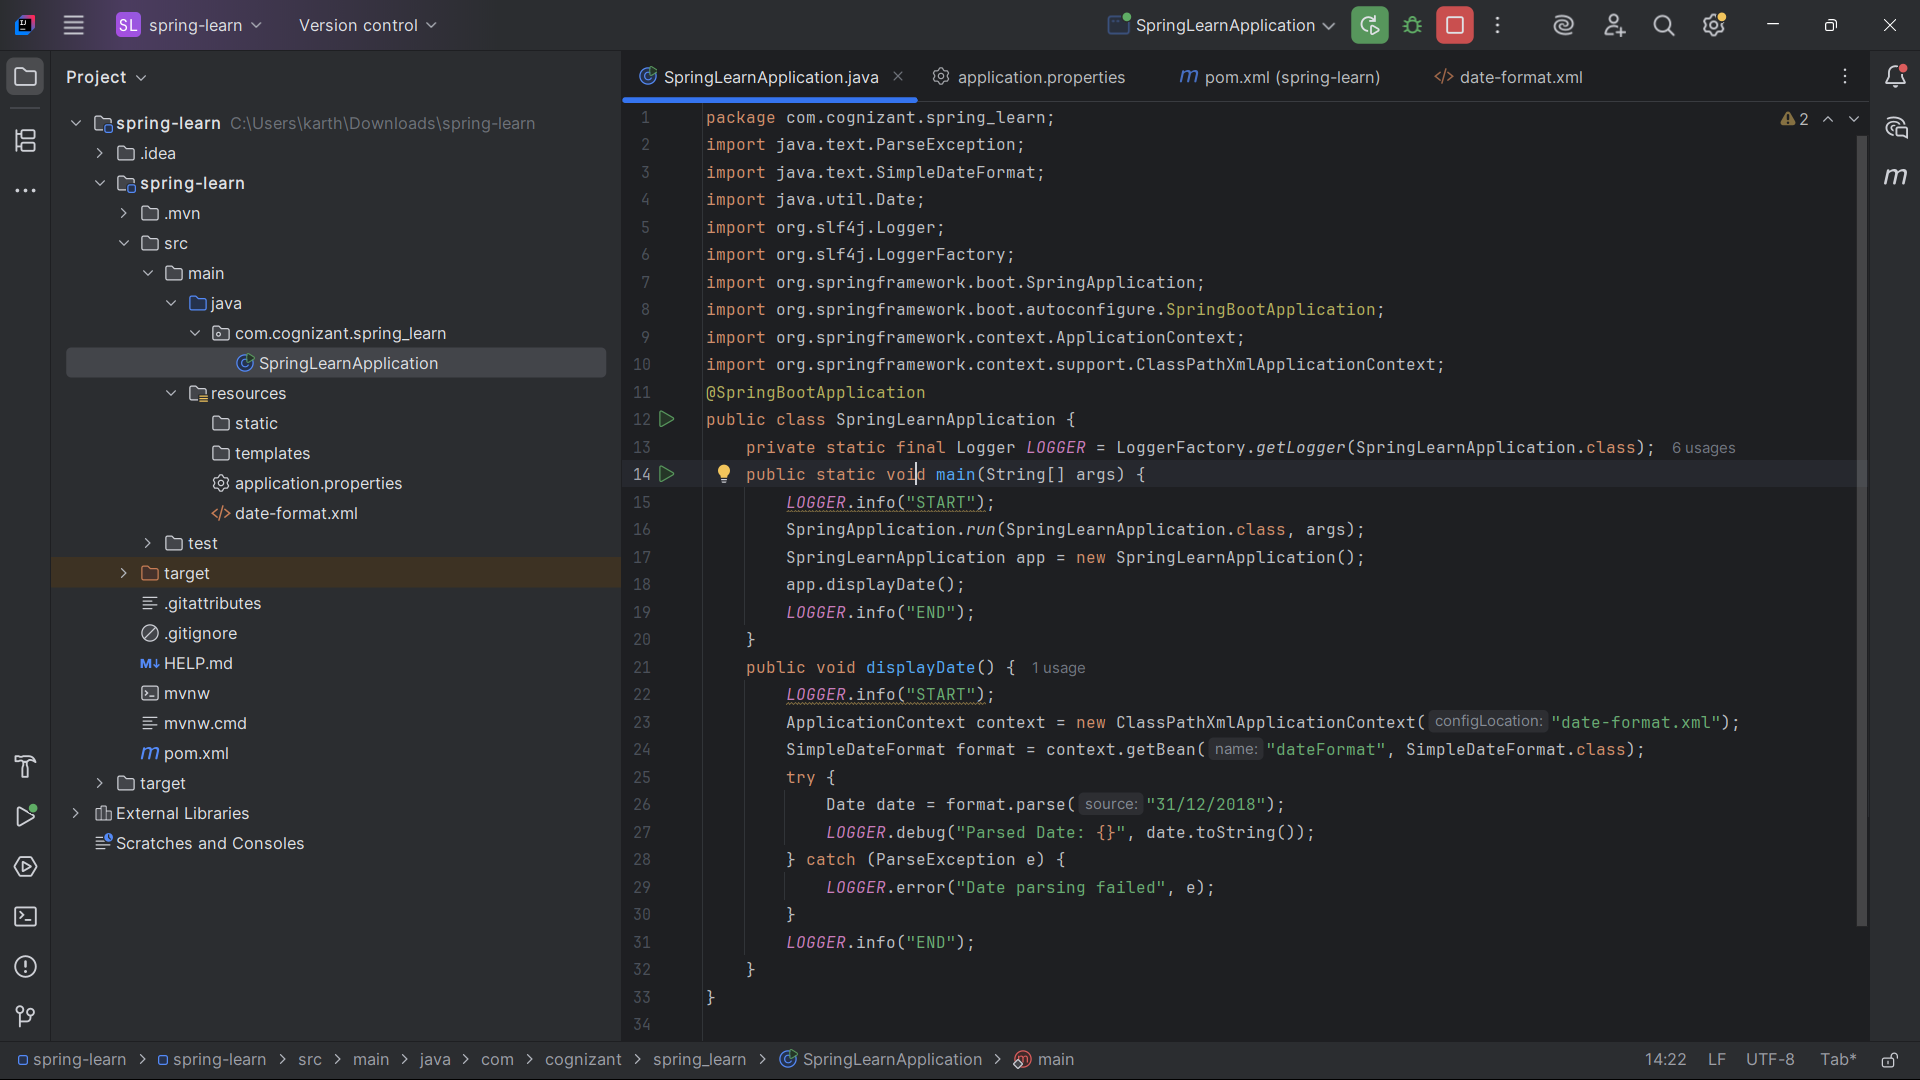 SL spring-learn Version control SpringLearnApplication
Project
spring-learn C:\Users\karth\Downloads\spring-learn
.idea
spring-learn
.mvn
src
main
java
com.cognizant.spring_learn
SpringLearnApplication
resources
static
templates
application.properties
date-format.xml
test
target
.gitattributes
.gitignore
M↓ HELP.md
mvnw
mvnw.cmd
m pom.xml
target
External Libraries
Scratches and Consoles
SpringLearnApplication.java application.properties m pom.xml (spring-learn) </> date-format.xml
2
m
1 package com.cognizant.spring_learn;
2 import java.text.ParseException;
3 import java.text.SimpleDateFormat;
4 import java.util.Date;
5 import org.slf4j.Logger;
6 import org.slf4j.LoggerFactory;
7 import org.springframework.boot.SpringApplication;
8 import org.springframework.boot.autoconfigure.SpringBootApplication;
9 import org.springframework.context.ApplicationContext;
10 import org.springframework.context.support.ClassPathXmlApplicationContext;
11 @SpringBootApplication
12 public class SpringLearnApplication {
13 private static final Logger LOGGER = LoggerFactory.getLogger(SpringLearnApplication.class); 6 usages
14 public static void main(String[] args) {
15 LOGGER.info("START");
16 SpringApplication.run(SpringLearnApplication.class, args);
17 SpringLearnApplication app = new SpringLearnApplication();
18 app.displayDate();
19 LOGGER.info("END");
20 }
21 public void displayDate() { 1 usage
22 LOGGER.info("START");
23 ApplicationContext context = new ClassPathXmlApplicationContext( configLocation: "date-format.xml");
24 SimpleDateFormat format = context.getBean( name: "dateFormat", SimpleDateFormat.class);
25 try {
26 Date date = format.parse( source: "31/12/2018");
27 LOGGER.debug("Parsed Date: {}", date.toString());
28 } catch (ParseException e) {
29 LOGGER.error("Date parsing failed", e);
30 }
31 LOGGER.info("END");
32 }
33 }
34
spring-learn > spring-learn > src > main > java > com > cognizant > spring_learn > SpringLearnApplication > m main 14:22 LF UTF-8 Tab*